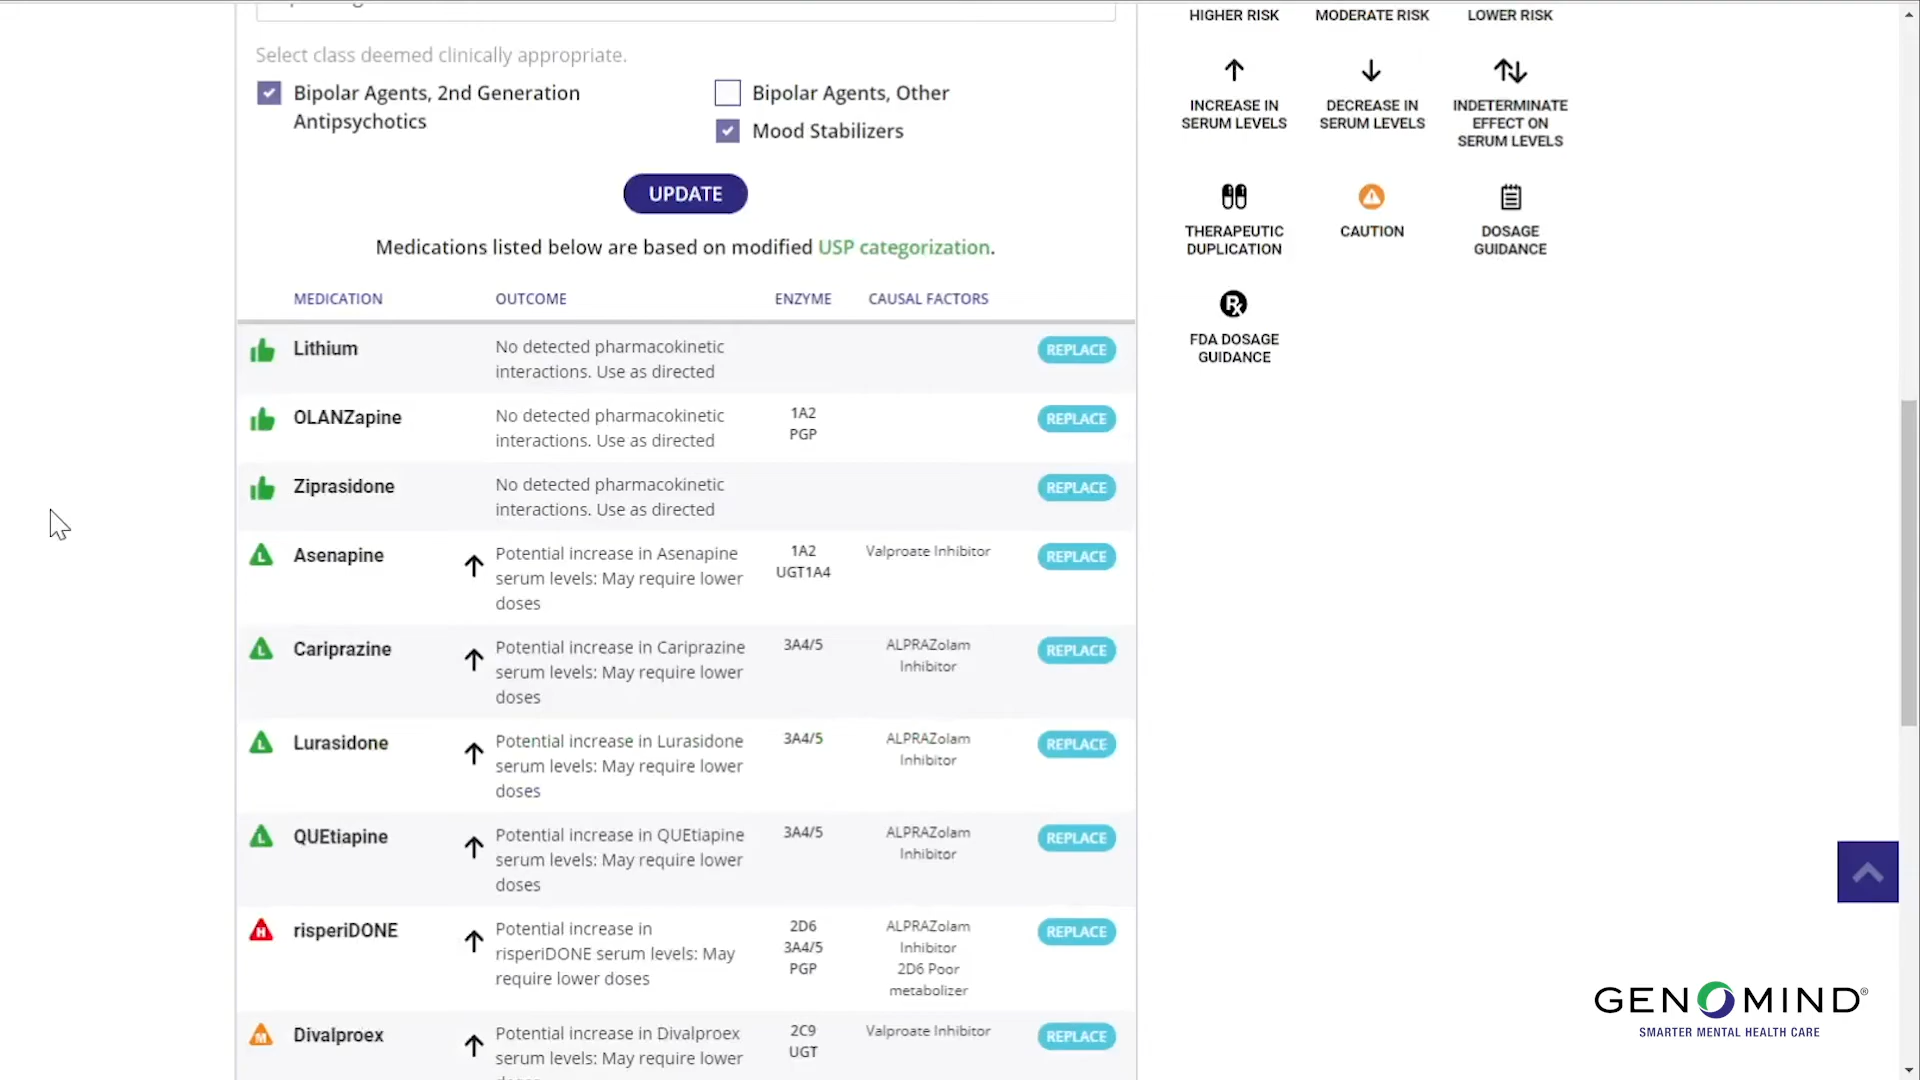 HIGHER RISK
MODERATE RISK
LOWER RISK
Select class deemed clinically appropriate.
Bipolar Agents, 2nd Generation
Antipsychotics
Bipolar Agents, Other
Mood Stabilizers
UPDATE
Medications listed below are based on modified USP categorization.
INCREASE IN
SERUM LEVELS
DECREASE IN
SERUM LEVELS
INDETERMINATE
EFFECT ON
SERUM LEVELS
THERAPEUTIC
DUPLICATION
CAUTION
DOSAGE
GUIDANCE
Rx
FDA DOSAGE
GUIDANCE
MEDICATION OUTCOME ENZYME CAUSAL FACTORS
Lithium
No detected pharmacokinetic
interactions. Use as directed
REPLACE
OLANZapine
No detected pharmacokinetic
interactions. Use as directed
1A2
PGP
REPLACE
Ziprasidone
No detected pharmacokinetic
interactions. Use as directed
REPLACE
L
Asenapine
Potential increase in Asenapine
serum levels: May require lower
doses
1A2
UGT1A4
Valproate Inhibitor
REPLACE
L
Cariprazine
Potential increase in Cariprazine
serum levels: May require lower
doses
3A4/5
ALPRAZolam
Inhibitor
REPLACE
L
Lurasidone
Potential increase in Lurasidone
serum levels: May require lower
doses
3A4/5
ALPRAZolam
Inhibitor
REPLACE
L
QUEtiapine
Potential increase in QUEtiapine
serum levels: May require lower
doses
3A4/5
ALPRAZolam
Inhibitor
REPLACE
H
risperiDONE
Potential increase in
risperiDONE serum levels: May
require lower doses
2D6
3A4/5
PGP
ALPRAZolam
Inhibitor
2D6 Poor
metabolizer
REPLACE
M
Divalproex
Potential increase in Divalproex
serum levels: May require lower
2C9
UGT
Valproate Inhibitor
REPLACE
GENOMIND®
SMARTER MENTAL HEALTH CARE